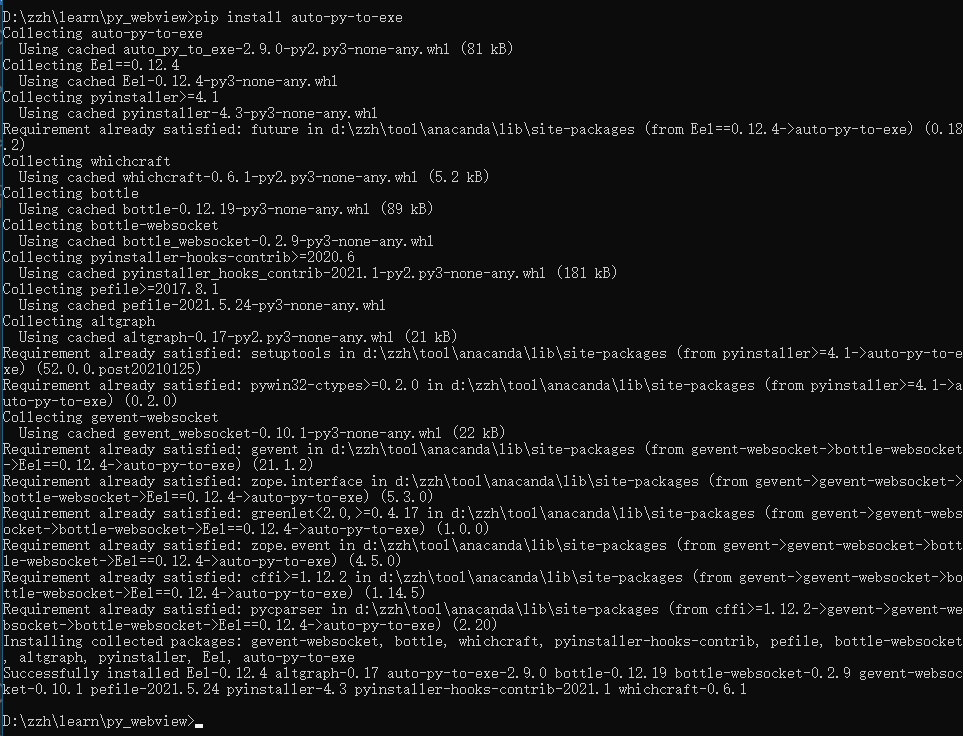 D:\zzh\learn\py_webview>pip install auto-py-to-exe
Collecting auto-py-to-exe
  Using cached auto_py_to_exe-2.9.0-py2.py3-none-any.whl (81 kB)
Collecting Eel==0.12.4
  Using cached Eel-0.12.4-py3-none-any.whl
Collecting pyinstaller>=4.1
  Using cached pyinstaller-4.3-py3-none-any.whl
Requirement already satisfied: future in d:\zzh\tool\anacanda\lib\site-packages (from Eel==0.12.4->auto-py-to-exe) (0.18
.2)
Collecting whichcraft
  Using cached whichcraft-0.6.1-py2.py3-none-any.whl (5.2 kB)
Collecting bottle
  Using cached bottle-0.12.19-py3-none-any.whl (89 kB)
Collecting bottle-websocket
  Using cached bottle_websocket-0.2.9-py3-none-any.whl
Collecting pyinstaller-hooks-contrib>=2020.6
  Using cached pyinstaller_hooks_contrib-2021.1-py2.py3-none-any.whl (181 kB)
Collecting pefile>=2017.8.1
  Using cached pefile-2021.5.24-py3-none-any.whl
Collecting altgraph
  Using cached altgraph-0.17-py2.py3-none-any.whl (21 kB)
Requirement already satisfied: setuptools in d:\zzh\tool\anacanda\lib\site-packages (from pyinstaller>=4.1->auto-py-to-e
xe) (52.0.0.post20210125)
Requirement already satisfied: pywin32-ctypes>=0.2.0 in d:\zzh\tool\anacanda\lib\site-packages (from pyinstaller>=4.1->a
uto-py-to-exe) (0.2.0)
Collecting gevent-websocket
  Using cached gevent_websocket-0.10.1-py3-none-any.whl (22 kB)
Requirement already satisfied: gevent in d:\zzh\tool\anacanda\lib\site-packages (from gevent-websocket->bottle-websocket
->Eel==0.12.4->auto-py-to-exe) (21.1.2)
Requirement already satisfied: zope.interface in d:\zzh\tool\anacanda\lib\site-packages (from gevent->gevent-websocket->
bottle-websocket->Eel==0.12.4->auto-py-to-exe) (5.3.0)
Requirement already satisfied: greenlet<2.0,>=0.4.17 in d:\zzh\tool\anacanda\lib\site-packages (from gevent->gevent-webs
ocket->bottle-websocket->Eel==0.12.4->auto-py-to-exe) (1.0.0)
Requirement already satisfied: zope.event in d:\zzh\tool\anacanda\lib\site-packages (from gevent->gevent-websocket->bott
le-websocket->Eel==0.12.4->auto-py-to-exe) (4.5.0)
Requirement already satisfied: cffi>=1.12.2 in d:\zzh\tool\anacanda\lib\site-packages (from gevent->gevent-websocket->bo
ttle-websocket->Eel==0.12.4->auto-py-to-exe) (1.14.5)
Requirement already satisfied: pycparser in d:\zzh\tool\anacanda\lib\site-packages (from cffi>=1.12.2->gevent->gevent-we
bsocket->bottle-websocket->Eel==0.12.4->auto-py-to-exe) (2.20)
Installing collected packages: gevent-websocket, bottle, whichcraft, pyinstaller-hooks-contrib, pefile, bottle-websocket
, altgraph, pyinstaller, Eel, auto-py-to-exe
Successfully installed Eel-0.12.4 altgraph-0.17 auto-py-to-exe-2.9.0 bottle-0.12.19 bottle-websocket-0.2.9 gevent-websoc
ket-0.10.1 pefile-2021.5.24 pyinstaller-4.3 pyinstaller-hooks-contrib-2021.1 whichcraft-0.6.1
D:\zzh\learn\py_webview>